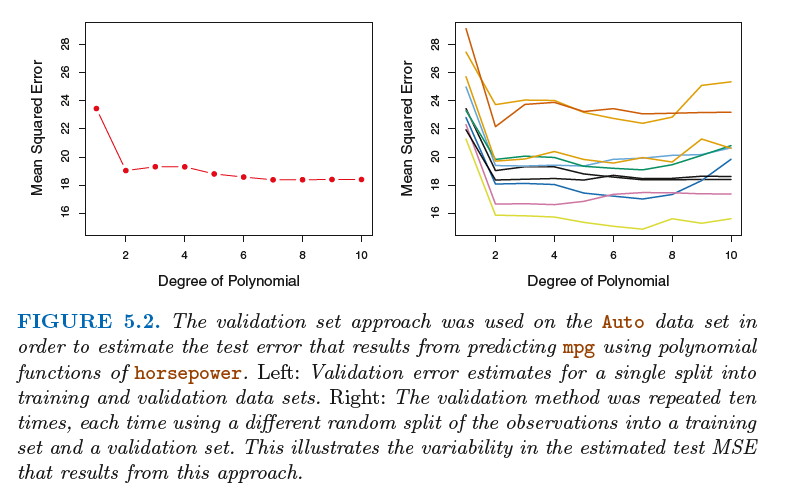 Mean Squared Error
16 18 20 22 24 26 28
2 4 6 8 10
Degree of Polynomial
Mean Squared Error
16 18 20 22 24 26 28
2 4 6 8 10
Degree of Polynomial
FIGURE 5.2. The validation set approach was used on the Auto data set in
order to estimate the test error that results from predicting mpg using polynomial
functions of horsepower. Left: Validation error estimates for a single split into
training and validation data sets. Right: The validation method was repeated ten
times, each time using a different random split of the observations into a training
set and a validation set. This illustrates the variability in the estimated test MSE
that results from this approach.